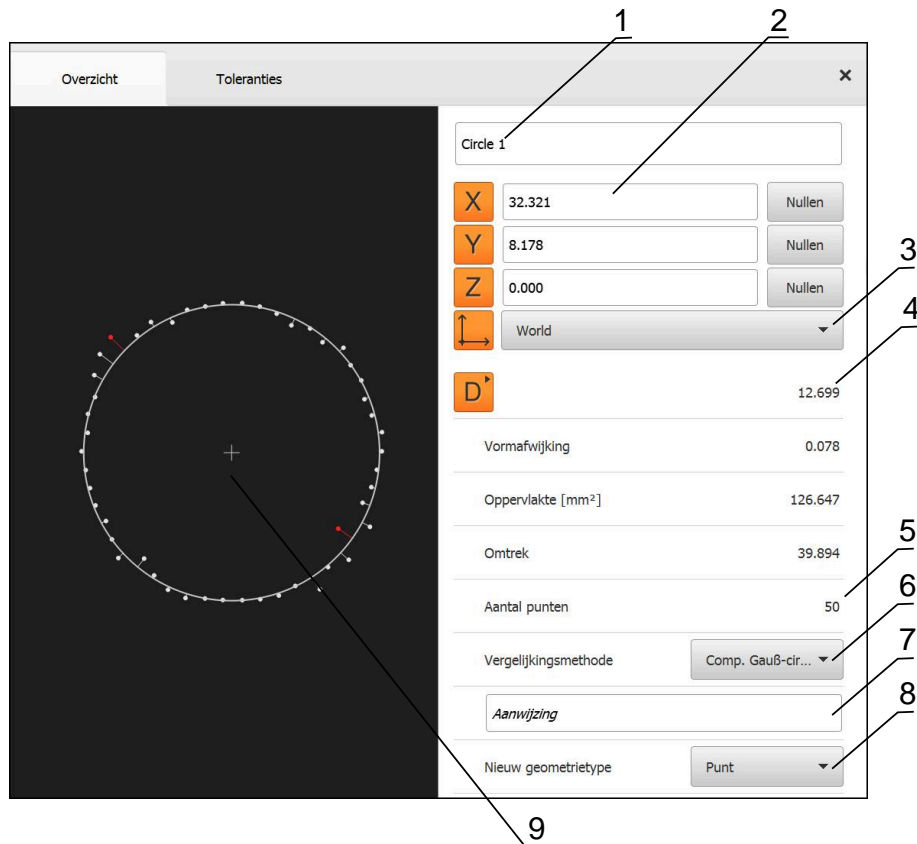 1
2
Overzicht
Toleranties
×
Circle 1
X
32.321
Nullen
Y
8.178
Nullen
3
Z
0.000
Nullen
4
World
D
12.699
Vormafwijking
0.078
Oppervlakte [mm²]
126.647
5
Omtrek
39.894
6
Aantal punten
50
7
Vergelijkingsmethode
Comp. Gauß-cir...
8
Aanwijzing
Nieuw geometrietype
Punt
9